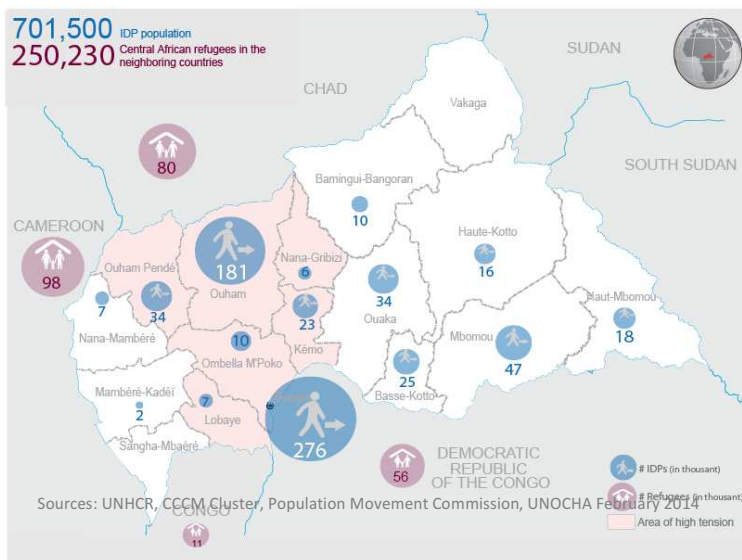 701,500 IDP population
250,230 Central African refugees in the
neighboring countries
SUDAN
CHAD
Vakaga
80
SOUTH SUDAN
Bamingui-Bangoran
10
CAMEROON
98
181
Ouham
Nana-Gribizi
6
Haute-Kotto
16
Ouham Pendé
34
7
Nana-Mambéré
23
Kémo
34
Ouaka
Haut-Mbomou
18
10
Ombella M'Poko
Mbomou
47
25
Basse-Kotto
Mambéré-Kadéï
2
7
Lobaye
276
Sangha-Mbaéré
DEMOCRATIC
REPUBLIC
OF THE CONGO
56
# IDPs (in thousant)
# Refugees (in thousant)
Sources: UNHCR, CCCM Cluster, Population Movement Commission, UNOCHA February 2014
CONGO
11
Area of high tension